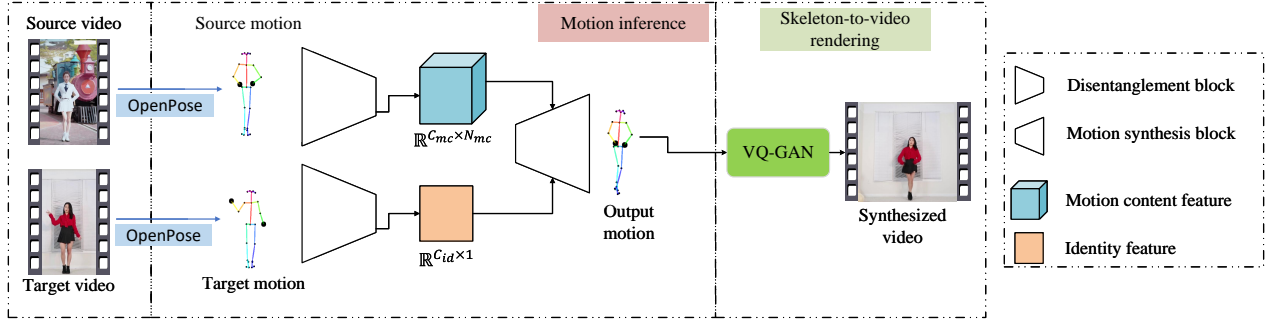 Source video
Source motion
Motion inference
Skeleton-to-video
rendering
OpenPose
ℝ^{C_{mc}×N_{mc}}
Disentanglement block
Motion synthesis block
VQ-GAN
Motion content feature
Output
motion
Synthesized
video
OpenPose
ℝ^{C_{id}×1}
Identity feature
Target video
Target motion